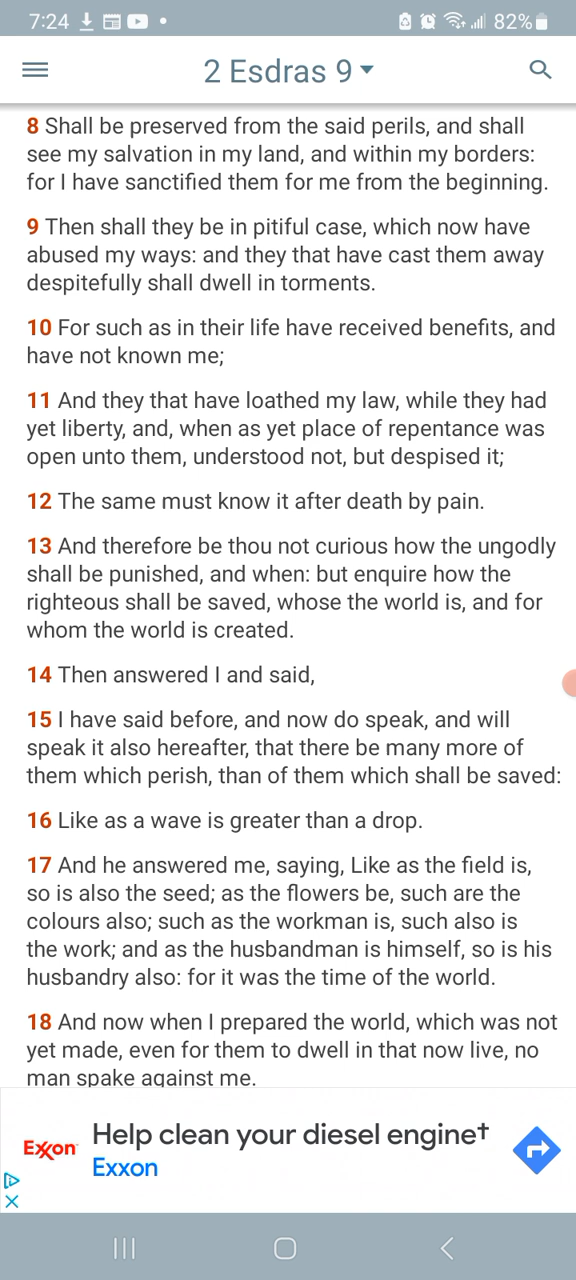 7:24
82%
2 Esdras 9
8 Shall be preserved from the said perils, and shall
see my salvation in my land, and within my borders:
for I have sanctified them for me from the beginning.
9 Then shall they be in pitiful case, which now have
abused my ways: and they that have cast them away
despitefully shall dwell in torments.
10 For such as in their life have received benefits, and
have not known me;
11 And they that have loathed my law, while they had
yet liberty, and, when as yet place of repentance was
open unto them, understood not, but despised it;
12 The same must know it after death by pain.
13 And therefore be thou not curious how the ungodly
shall be punished, and when: but enquire how the
righteous shall be saved, whose the world is, and for
whom the world is created.
14 Then answered I and said,
15 I have said before, and now do speak, and will
speak it also hereafter, that there be many more of
them which perish, than of them which shall be saved:
16 Like as a wave is greater than a drop.
17 And he answered me, saying, Like as the field is,
so is also the seed; as the flowers be, such are the
colours also; such as the workman is, such also is
the work; and as the husbandman is himself, so is his
husbandry also: for it was the time of the world.
18 And now when I prepared the world, which was not
yet made, even for them to dwell in that now live, no
man spake against me.
Exxon
Help clean your diesel engine†
Exxon